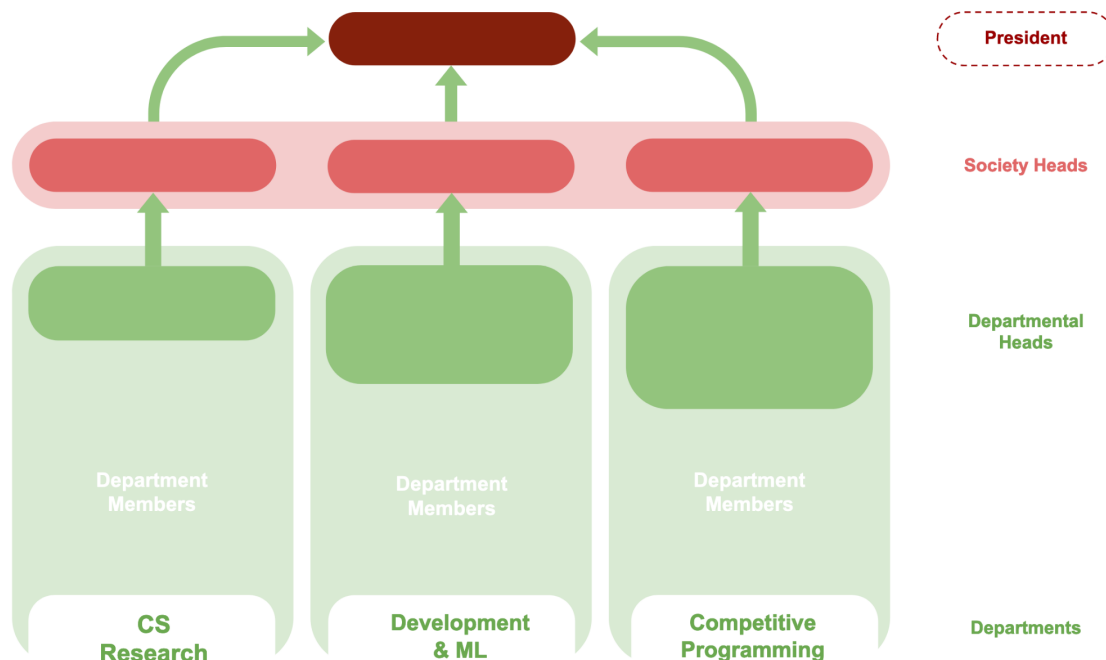 President
Society Heads
Departmental
Heads
Department
Members
Department
Members
Department
Members
CS
Research
Development
& ML
Competitive
Programming
Departments